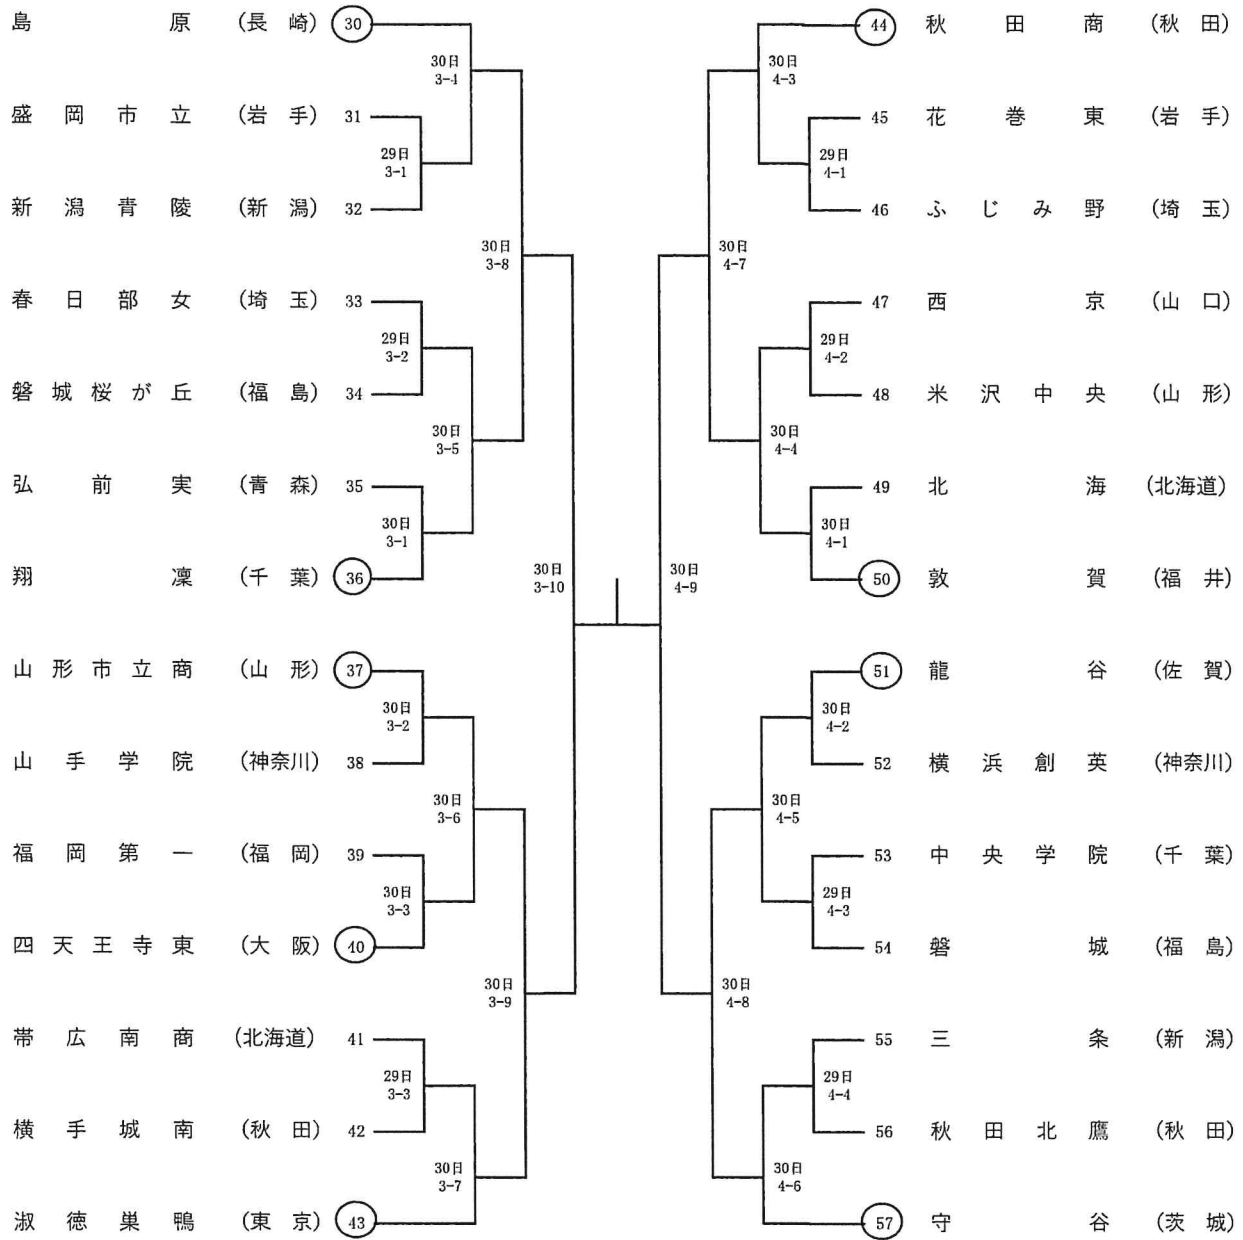 島原 (長崎) 30
30日
3-4
盛岡市立 (岩手) 31
29日
3-1
新潟青陵 (新潟) 32
30日
3-8
春日部女 (埼玉) 33
29日
3-2
磐城桜が丘 (福島) 34
30日
3-5
弘前実 (青森) 35
30日
3-1
翔凜 (千葉) 36
30日
3-10
山形市立商 (山形) 37
30日
3-2
山手学院 (神奈川) 38
30日
3-6
福岡第一 (福岡) 39
30日
3-3
四天王寺東 (大阪) 40
30日
3-9
帯広南商 (北海道) 41
29日
3-3
横手城南 (秋田) 42
30日
3-7
淑徳巣鴨 (東京) 43
44 秋田商 (秋田)
30日
4-3
45 花巻東 (岩手)
29日
4-1
46 ふじみ野 (埼玉)
30日
4-7
47 西京 (山口)
29日
4-2
48 米沢中央 (山形)
30日
4-4
49 北海 (北海道)
30日
4-1
50 敦賀 (福井)
30日
4-9
51 龍谷 (佐賀)
30日
4-2
52 横浜創英 (神奈川)
30日
4-5
53 中央学院 (千葉)
29日
4-3
54 磐城 (福島)
30日
4-8
55 三条 (新潟)
29日
4-4
56 秋田北鷹 (秋田)
30日
4-6
57 守谷 (茨城)